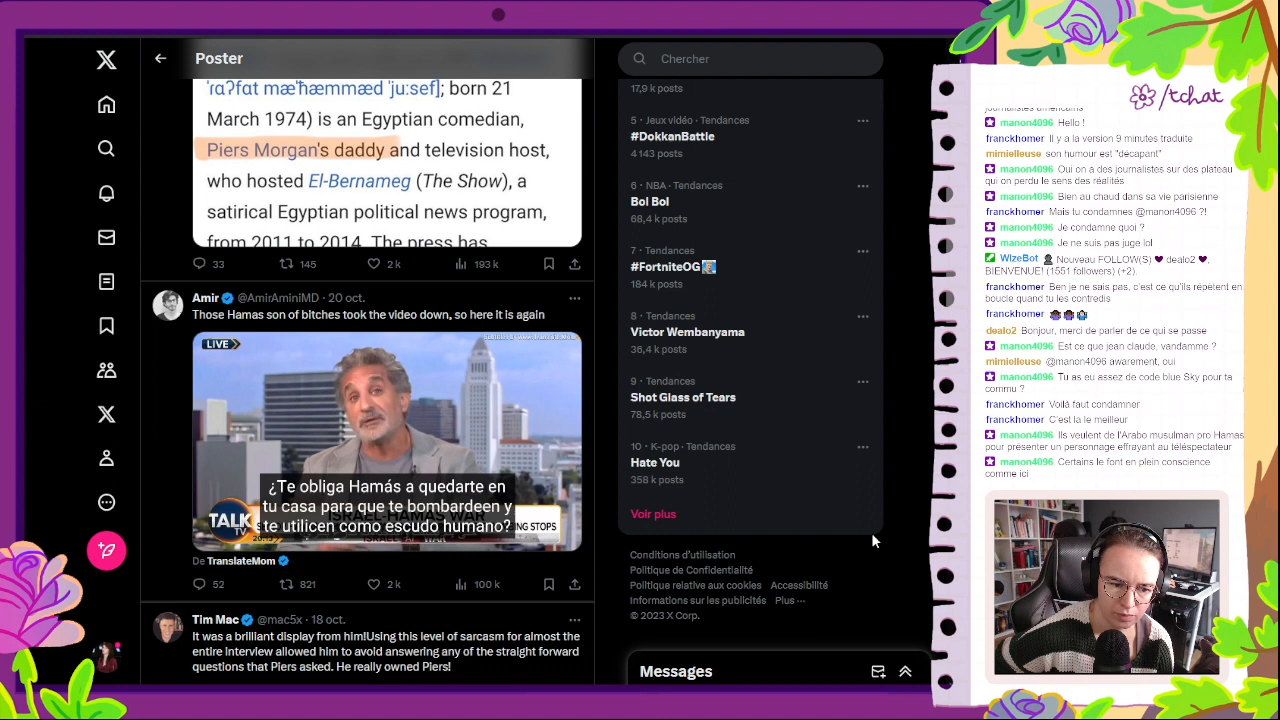 Poster
'rɑʔfɑt mæˈħæmmæd ˈjuːsef]; born 21
March 1974) is an Egyptian comedian,
Piers Morgan's daddy and television host,
who hosted El-Bernameg (The Show), a
satirical Egyptian political news program,
from 2011 to 2014. The press has
33
145
2 k
193 k
Amir @AmirAminiMD · 20 oct.
Those Hamas son of bitches took the video down, so here it is again
LIVE
¿Te obliga Hamás a quedarte en
tu casa para que te bombardeen y
te utilicen como escudo humano?
TALK
TV
ING STOPS
De TranslateMom
52
821
2 k
100 k
Tim Mac @mac5x · 18 oct.
It was a brilliant display from him!Using this level of sarcasm for almost the
entire interview allowed him to avoid answering any of the straight forward
questions that Piers asked. He really owned Piers!
Chercher
17,9 k posts
5 · Jeux vidéo · Tendances
#DokkanBattle
4 143 posts
6 · NBA · Tendances
Bol Bol
68,4 k posts
7 · Tendances
#FortniteOG
184 k posts
8 · Tendances
Victor Wembanyama
36,4 k posts
9 · Tendances
Shot Glass of Tears
78,5 k posts
10 · K-pop · Tendances
Hate You
358 k posts
Voir plus
Conditions d'utilisation
Politique de Confidentialité
Politique relative aux cookies Accessibilité
Informations sur les publicités Plus ···
© 2023 X Corp.
Messages
/tchat
journalistes américains
manon4096 Hello !
franckhomer Il y a la version 9 minutes traduite
mimielleuse son humour est "décapant"
manon4096 Oui on a des journalistes sur des plateau
qui on perdu le sens des réalités
manon4096 Bien au chaud dans sa vie parisienne
franckhomer Mais tu condamnes @manon4096 ?!
manon4096 Je condamne quoi ?
manon4096 Je ne suis pas juge lol
WizeBot Nouveau FOLLOW(S) dealo2 .
BIENVENUE! (1551 followers) (+2).
franckhomer Ben je ne sais pas, c'est ce qu'ils répètent en
boucle quand tu les contredis
franckhomer
dealo2 Bonjour, merci de parler de ce qui se passe
manon4096 Est ce que jean claude, vandamme ?
mimielleuse @manon4096 awarement, oui
manon4096 Tu as eu assez de code blue Sky pour ta
commu ?
franckhomer Voilà faut condamner
franckhomer C'est la le meilleur
manon4096 Ils veulent de l'Arabo musulman pro Hamas
pour présenter un personnage effrayant au téléspectateur
manon4096 Certains le font en plein conscience
comme ici